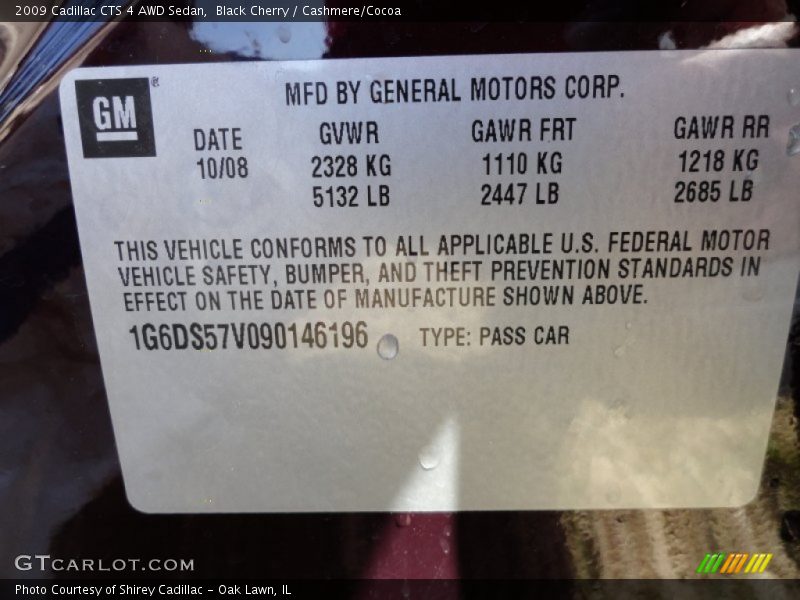 2009 Cadillac CTS 4 AWD Sedan, Black Cherry / Cashmere/Cocoa
GM ®
MFD BY GENERAL MOTORS CORP.
DATE GVWR GAWR FRT GAWR RR
10/08 2328 KG 1110 KG 1218 KG
5132 LB 2447 LB 2685 LB
THIS VEHICLE CONFORMS TO ALL APPLICABLE U.S. FEDERAL MOTOR
VEHICLE SAFETY, BUMPER, AND THEFT PREVENTION STANDARDS IN
EFFECT ON THE DATE OF MANUFACTURE SHOWN ABOVE.
1G6DS57V090146196 TYPE: PASS CAR
GTCARLOT.COM
Photo Courtesy of Shirey Cadillac - Oak Lawn, IL